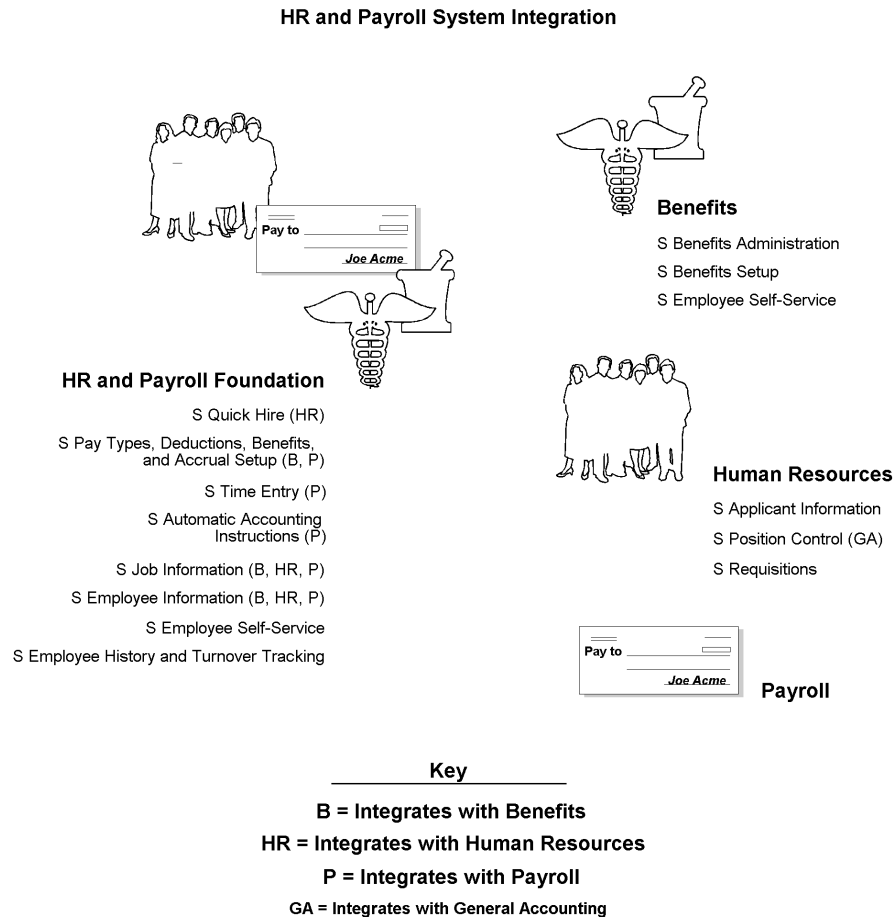 HR and Payroll System Integration
Pay to
Joe Acme
HR and Payroll Foundation
S Quick Hire (HR)
S Pay Types, Deductions, Benefits,
and Accrual Setup (B, P)
S Time Entry (P)
S Automatic Accounting
Instructions (P)
S Job Information (B, HR, P)
S Employee Information (B, HR, P)
S Employee Self-Service
S Employee History and Turnover Tracking
Benefits
S Benefits Administration
S Benefits Setup
S Employee Self-Service
Human Resources
S Applicant Information
S Position Control (GA)
S Requisitions
Pay to
Joe Acme
Payroll
Key
B = Integrates with Benefits
HR = Integrates with Human Resources
P = Integrates with Payroll
GA = Integrates with General Accounting